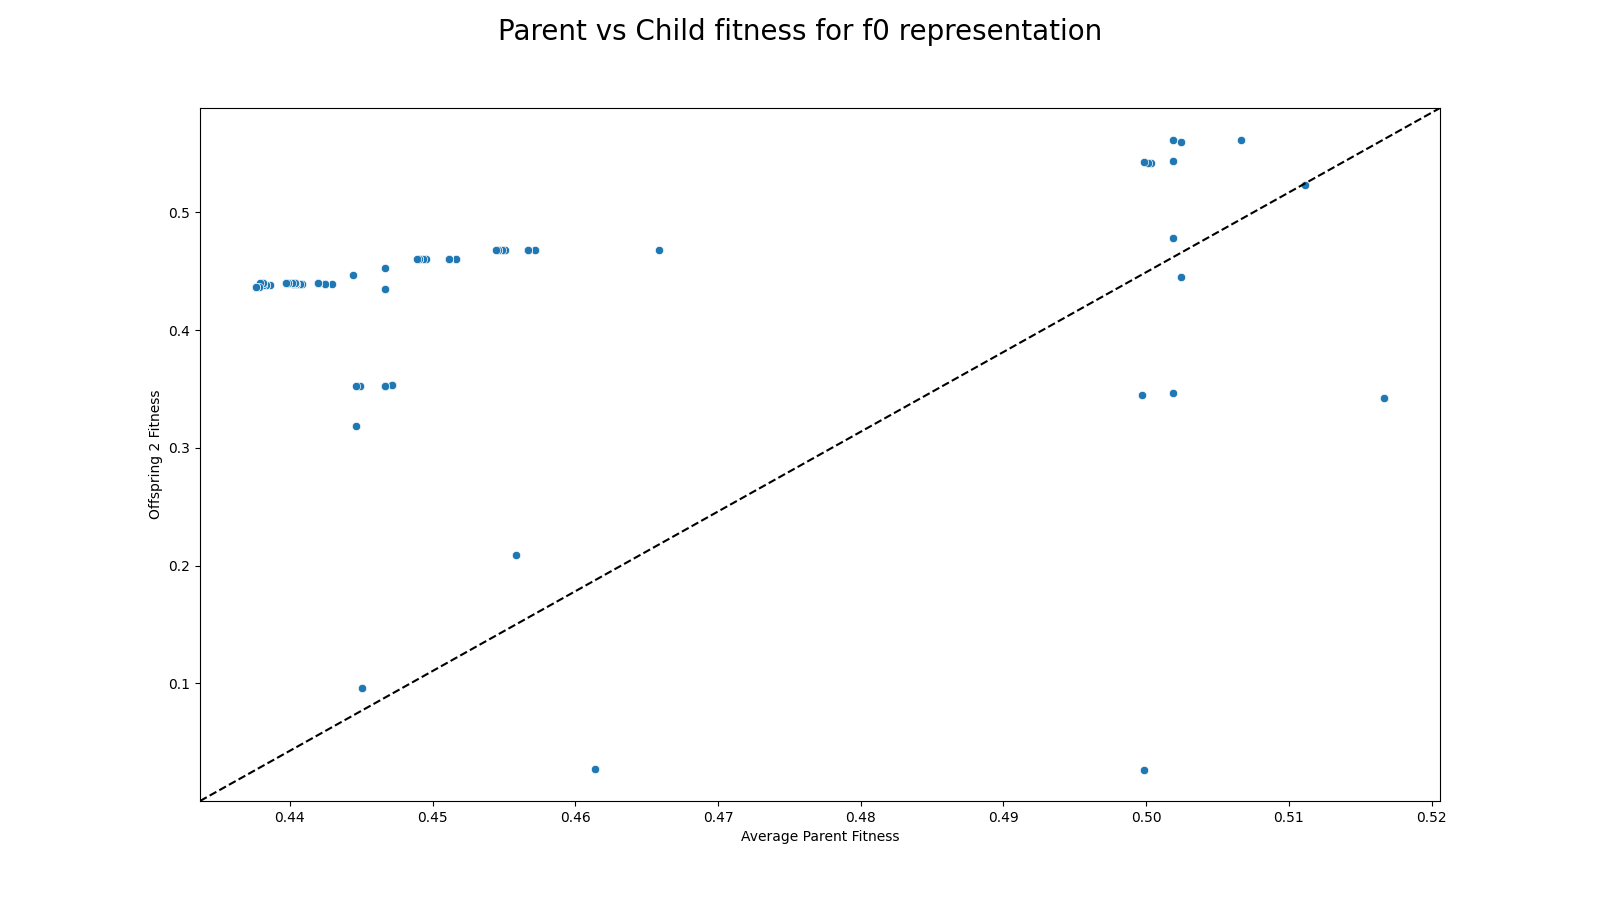 Parent vs Child fitness for f0 representation
0.5
0.4
0.3
0.2
0.1
Offspring 2 Fitness
0.44 0.45 0.46 0.47 0.48 0.49 0.50 0.51 0.52
Average Parent Fitness